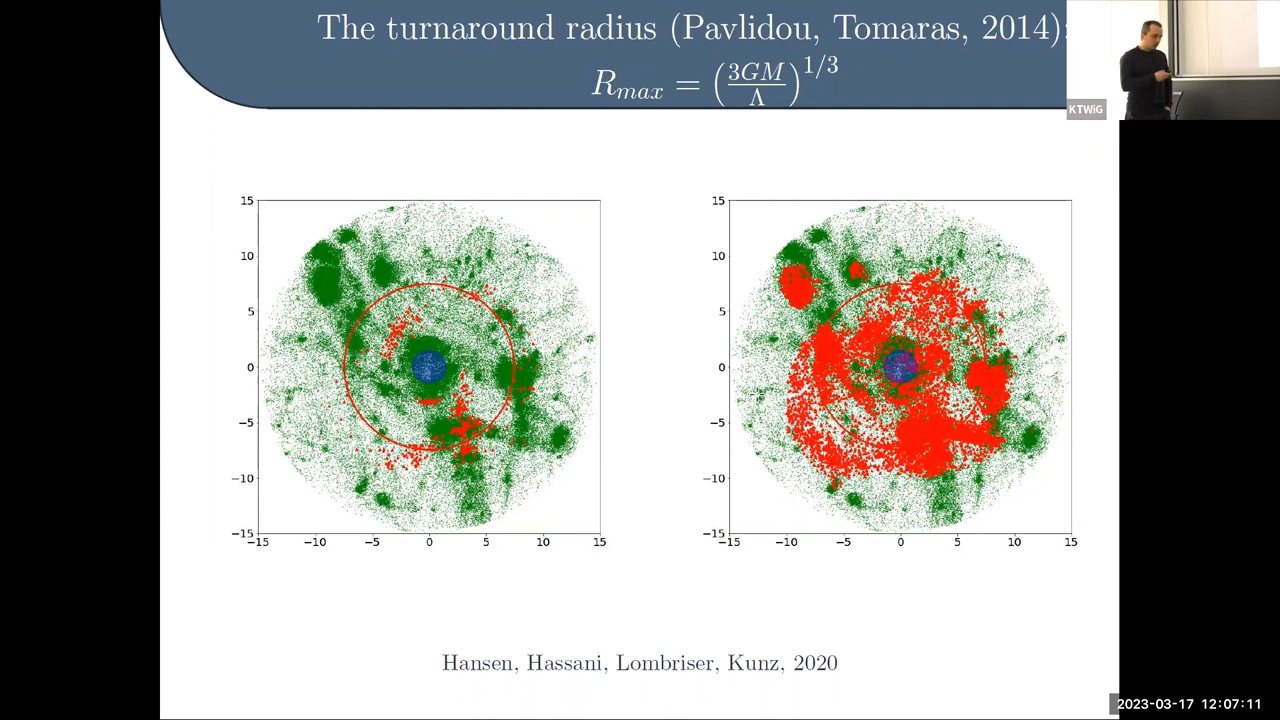 The turnaround radius (Pavlidou, Tomaras, 2014):
R_{max} = (3GM/Λ)^{1/3}
KTWiG
15 15
10 10
5 5
0 0
−5 −5
−10 −10
−15 −15
−15 −10 −5 0 5 10 15 −15 −10 −5 0 5 10 15
Hansen, Hassani, Lombriser, Kunz, 2020
2023-03-17 12:07:11